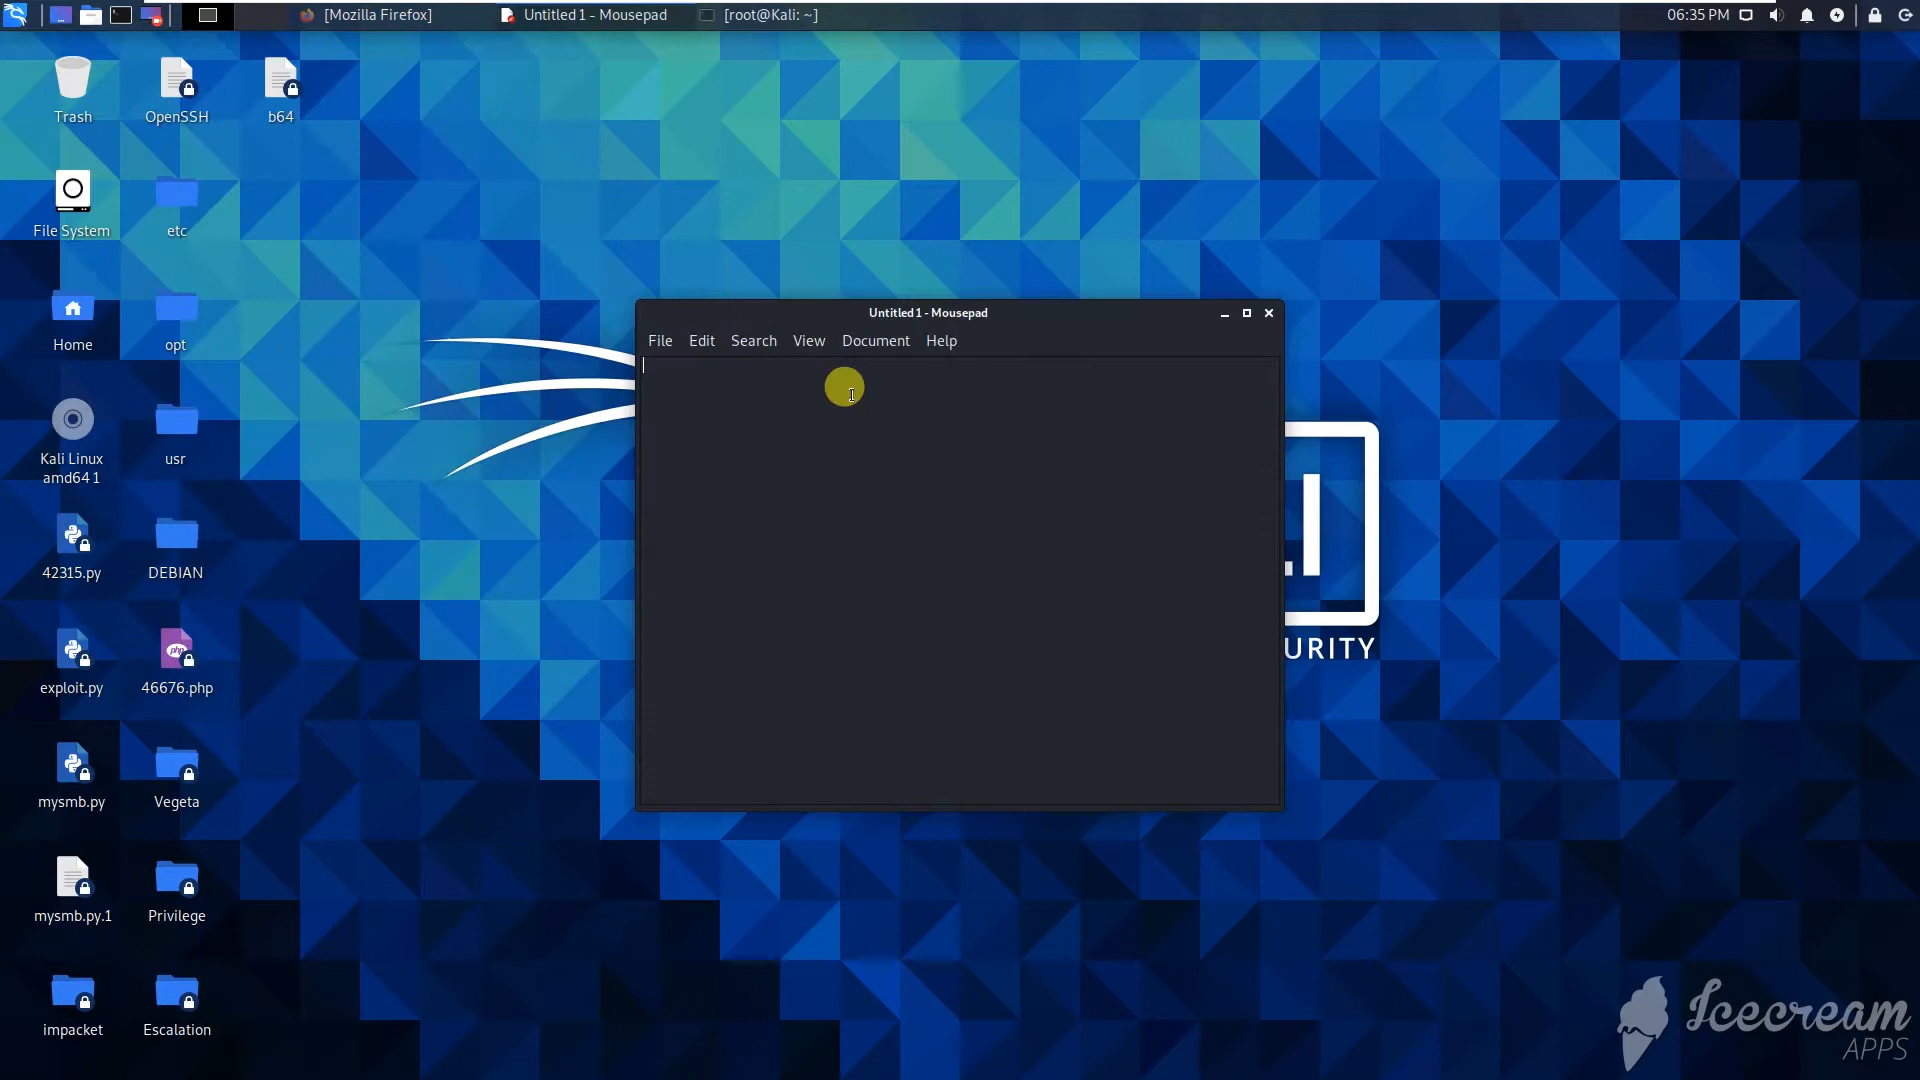 [Mozilla Firefox]
Untitled 1 - Mousepad
[root@Kali: ~]
06:35 PM
Trash
OpenSSH
b64
File System
etc
Home
opt
Kali Linux
amd64 1
usr
42315.py
DEBIAN
exploit.py
46676.php
php
mysmb.py
Vegeta
mysmb.py.1
Privilege
impacket
Escalation
Untitled 1 - Mousepad
File Edit Search View Document Help
LI
URITY
Icecream
APPS